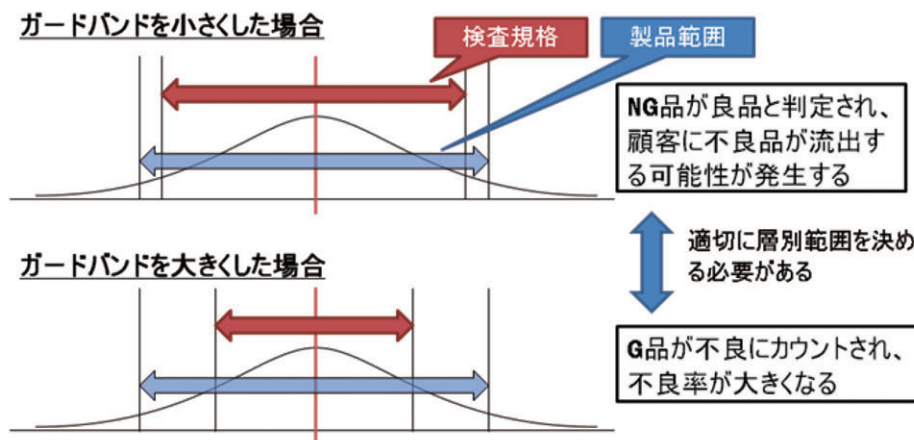 ガードバンドを小さくした場合
検査規格
製品範囲
NG品が良品と判定され、
顧客に不良品が流出す
る可能性が発生する
適切に層別範囲を決め
る必要がある
ガードバンドを大きくした場合
G品が不良にカウントされ、
不良率が大きくなる